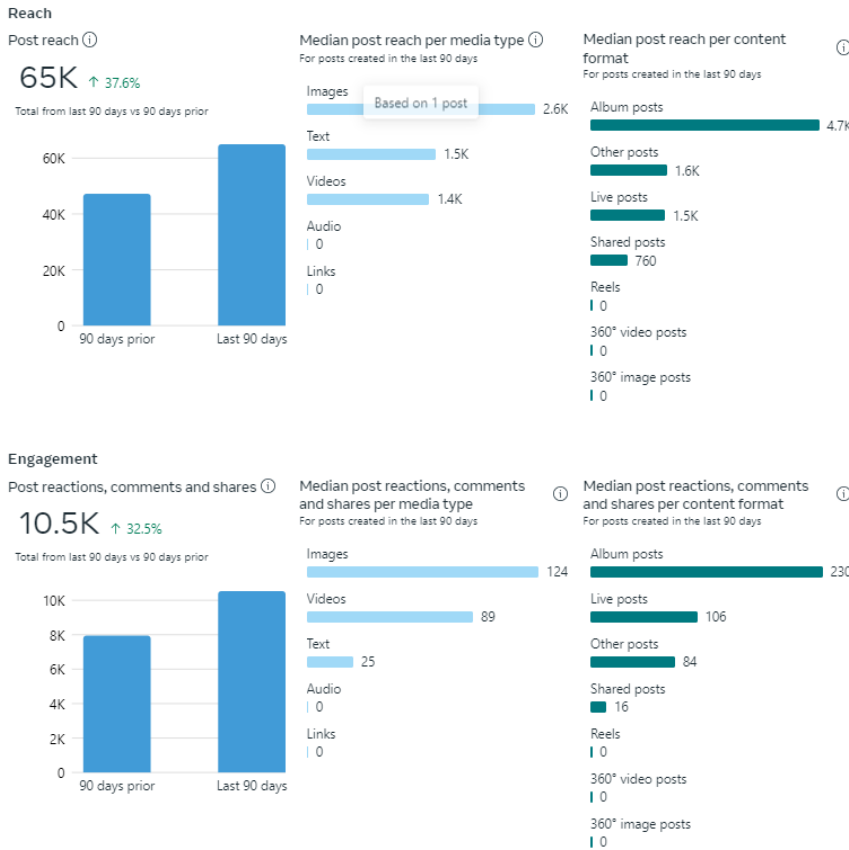 Reach
Post reach
65K ↑ 37.6%
Total from last 90 days vs 90 days prior
60K
40K
20K
0
90 days prior
Last 90 days
Median post reach per media type
For posts created in the last 90 days
Images
Based on 1 post
2.6K
Text
1.5K
Videos
1.4K
Audio
0
Links
0
Median post reach per content
format
For posts created in the last 90 days
Album posts
4.7K
Other posts
1.6K
Live posts
1.5K
Shared posts
760
Reels
0
360° video posts
0
360° image posts
0
Engagement
Post reactions, comments and shares
10.5K ↑ 32.5%
Total from last 90 days vs 90 days prior
10K
8K
6K
4K
2K
0
90 days prior
Last 90 days
Median post reactions, comments
and shares per media type
For posts created in the last 90 days
Images
124
Videos
89
Text
25
Audio
0
Links
0
Median post reactions, comments
and shares per content format
For posts created in the last 90 days
Album posts
230
Live posts
106
Other posts
84
Shared posts
16
Reels
0
360° video posts
0
360° image posts
0